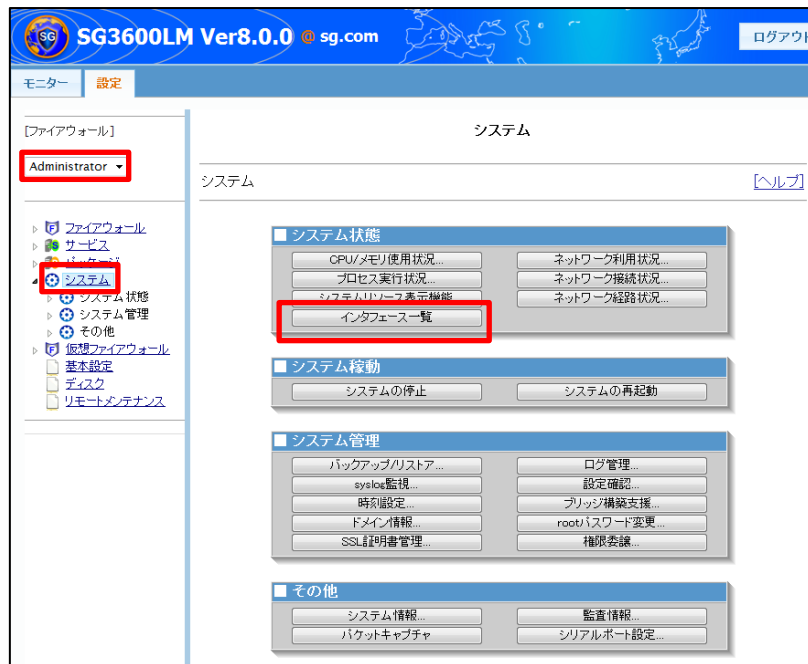 SG
SG3600LM Ver8.0.0 @ sg.com
ログアウト
モニター 設定
[ファイアウォール]
Administrator
システム
システム [ヘルプ]
ファイアウォール
サービス
パッケージ
システム
システム状態
システム管理
その他
仮想ファイアウォール
基本設定
ディスク
リモートメンテナンス
システム状態
CPU/メモリ使用状況... ネットワーク利用状況...
プロセス実行状況... ネットワーク接続状況...
システムリソース表示機能 ネットワーク経路状況...
インタフェース一覧
システム稼動
システムの停止 システムの再起動
システム管理
バックアップ/リストア... ログ管理...
syslog監視... 設定確認...
時刻設定... ブリッジ構築支援...
ドメイン情報... rootパスワード変更...
SSL証明書管理... 権限委譲...
その他
システム情報... 監査情報...
パケットキャプチャ シリアルポート設定...